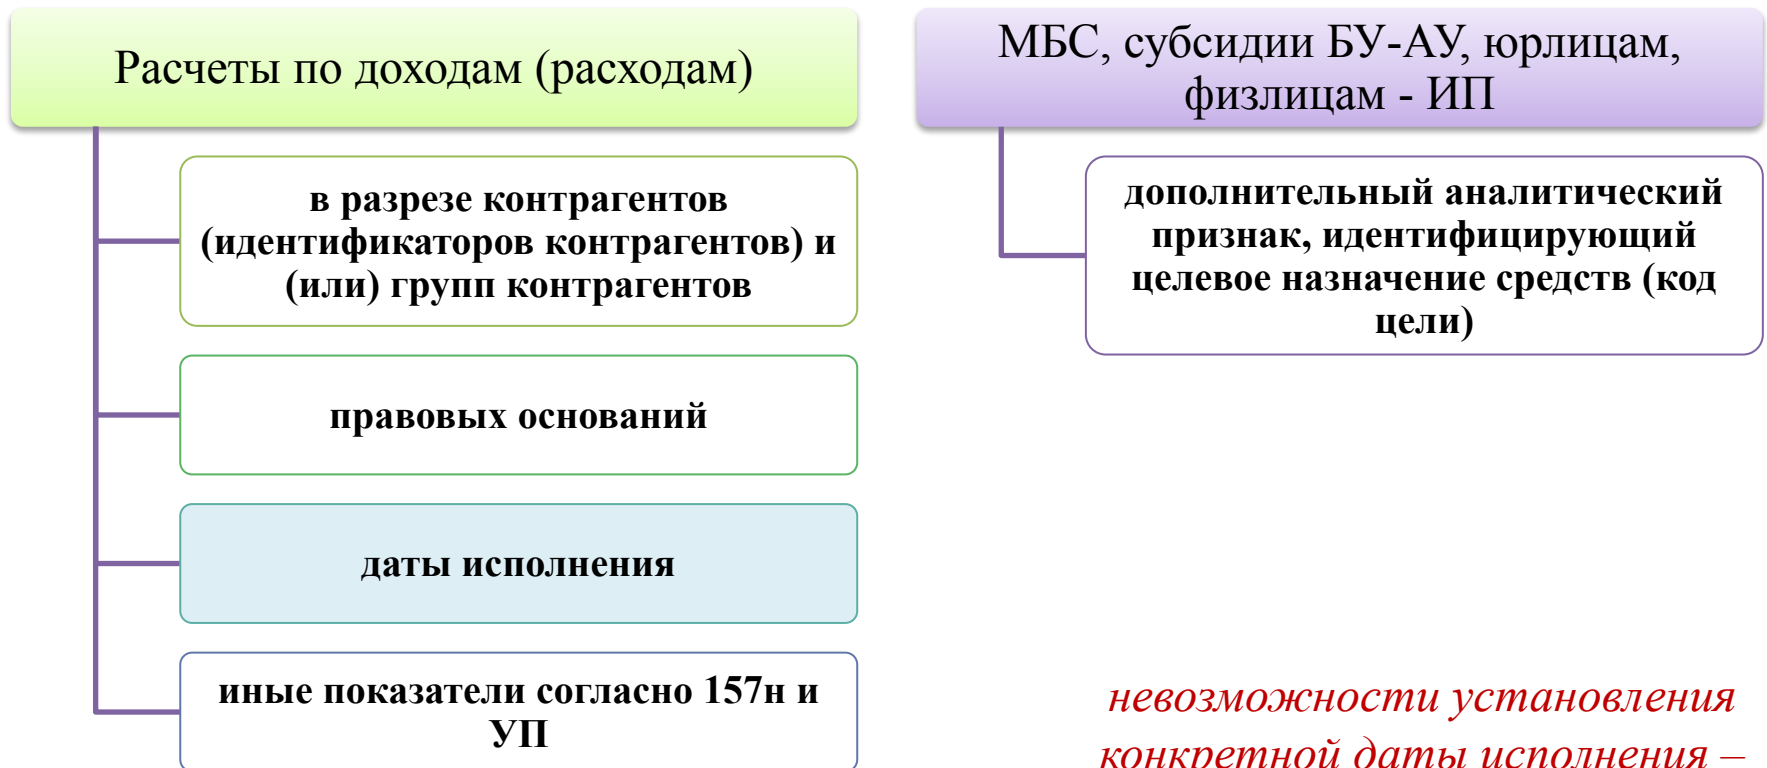 Расчеты по доходам (расходам)
в разрезе контрагентов
(идентификаторов контрагентов) и
(или) групп контрагентов
правовых оснований
даты исполнения
иные показатели согласно 157н и
УП
МБС, субсидии БУ-АУ, юрлицам,
физлицам - ИП
дополнительный аналитический
признак, идентифицирующий
целевое назначение средств (код
цели)
невозможности установления
конкретной даты исполнения –